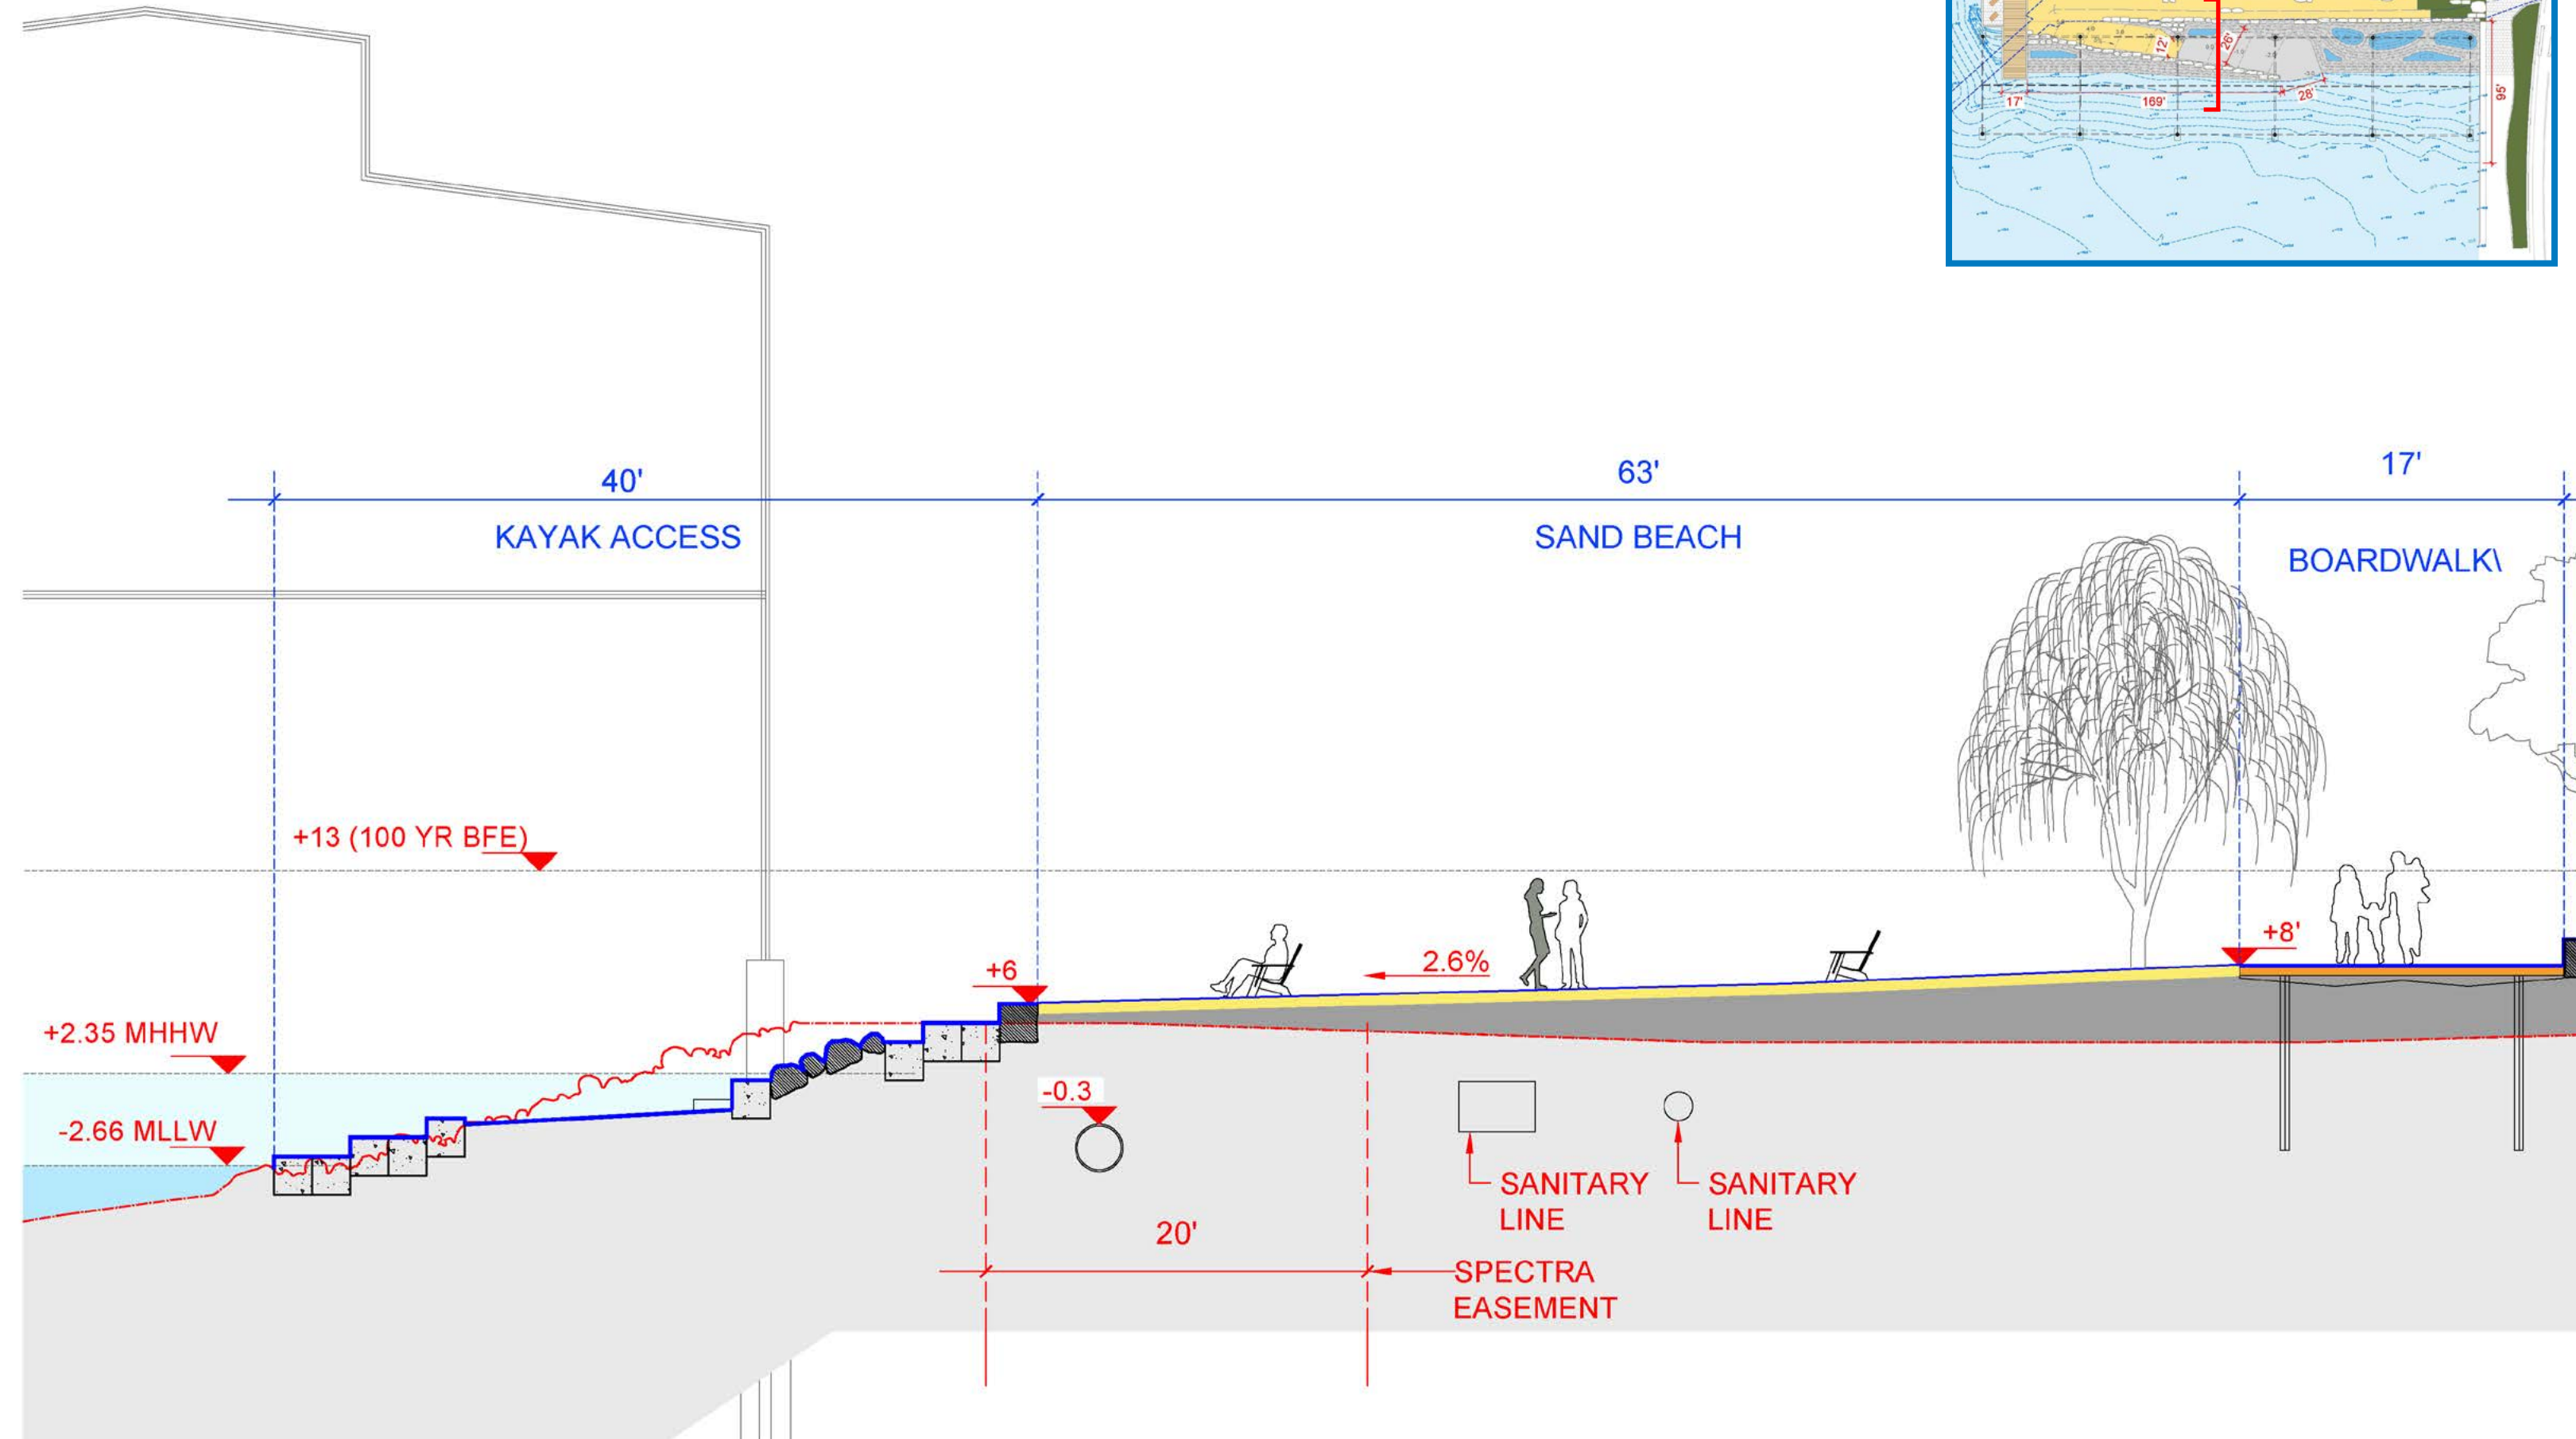 12'
26'
17'
169'
28'
95'
40'
63'
17'
KAYAK ACCESS
SAND BEACH
BOARDWALK\
+13 (100 YR BFE)
+8'
+6
2.6%
+2.35 MHHW
-0.3
-2.66 MLLW
SANITARY
LINE
SANITARY
LINE
20'
SPECTRA
EASEMENT